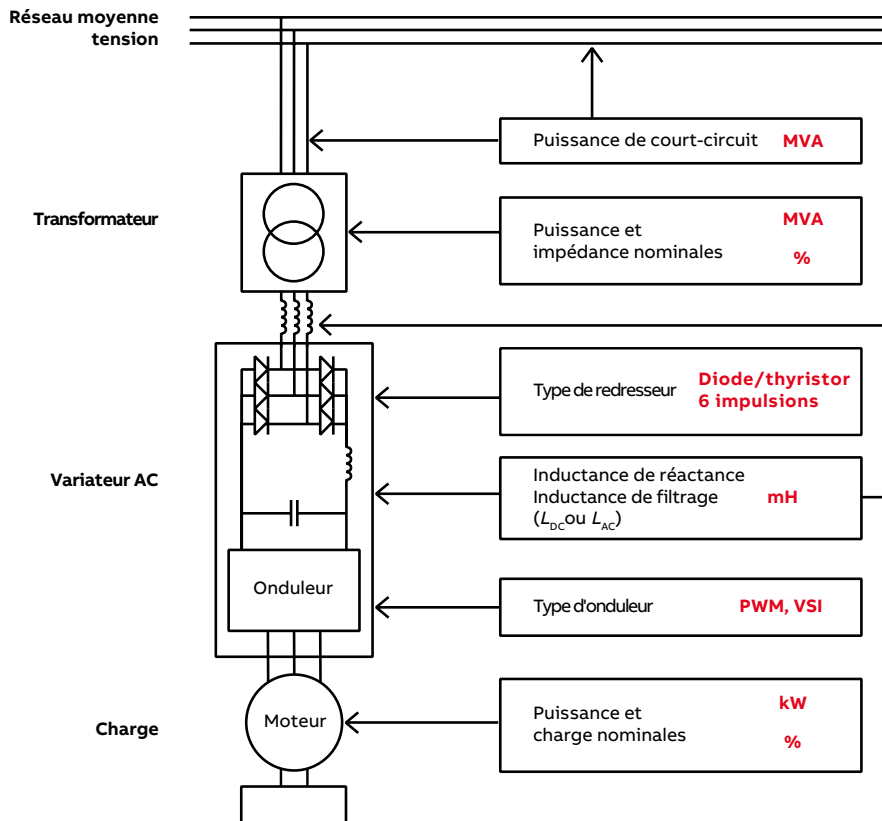 Réseau moyenne
tension
Puissance de court-circuit MVA
Transformateur
Puissance et
impédance nominales
MVA
%
Type de redresseur
Diode/thyristor
6 impulsions
Variateur AC
Inductance de réactance
Inductance de filtrage
(LDC ou LAC)
mH
Onduleur
Type d'onduleur PWM, VSI
Charge
Moteur
Puissance et
charge nominales
kW
%